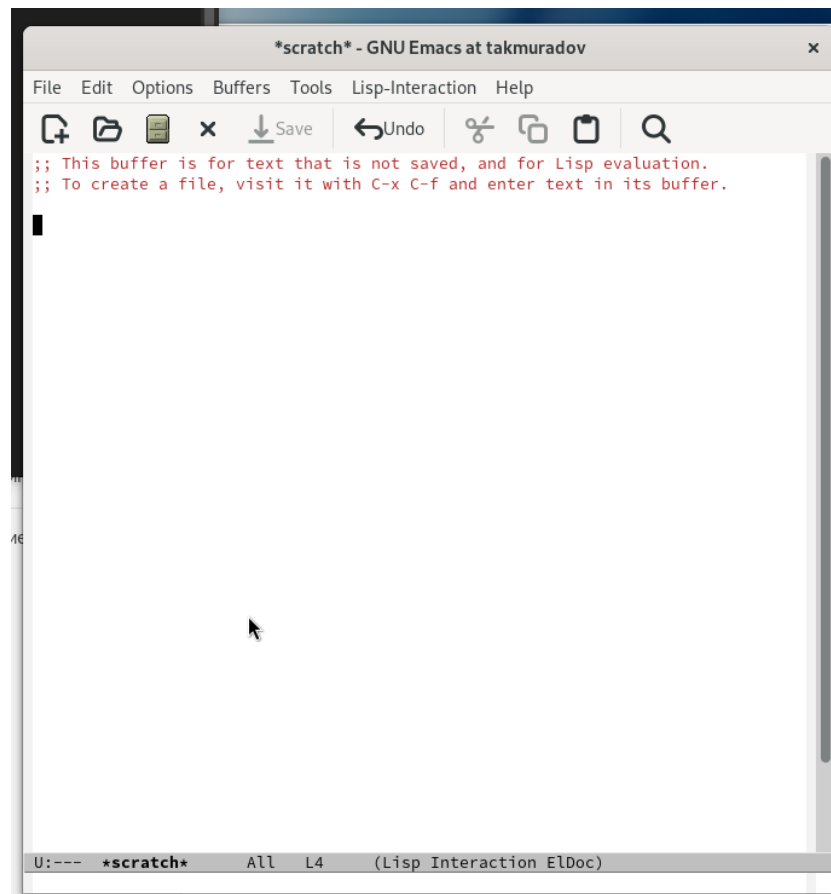 *scratch* - GNU Emacs at takmuradov
File Edit Options Buffers Tools Lisp-Interaction Help
Save Undo
;; This buffer is for text that is not saved, and for Lisp evaluation.
;; To create a file, visit it with C-x C-f and enter text in its buffer.
U:--- *scratch* All L4 (Lisp Interaction ElDoc)